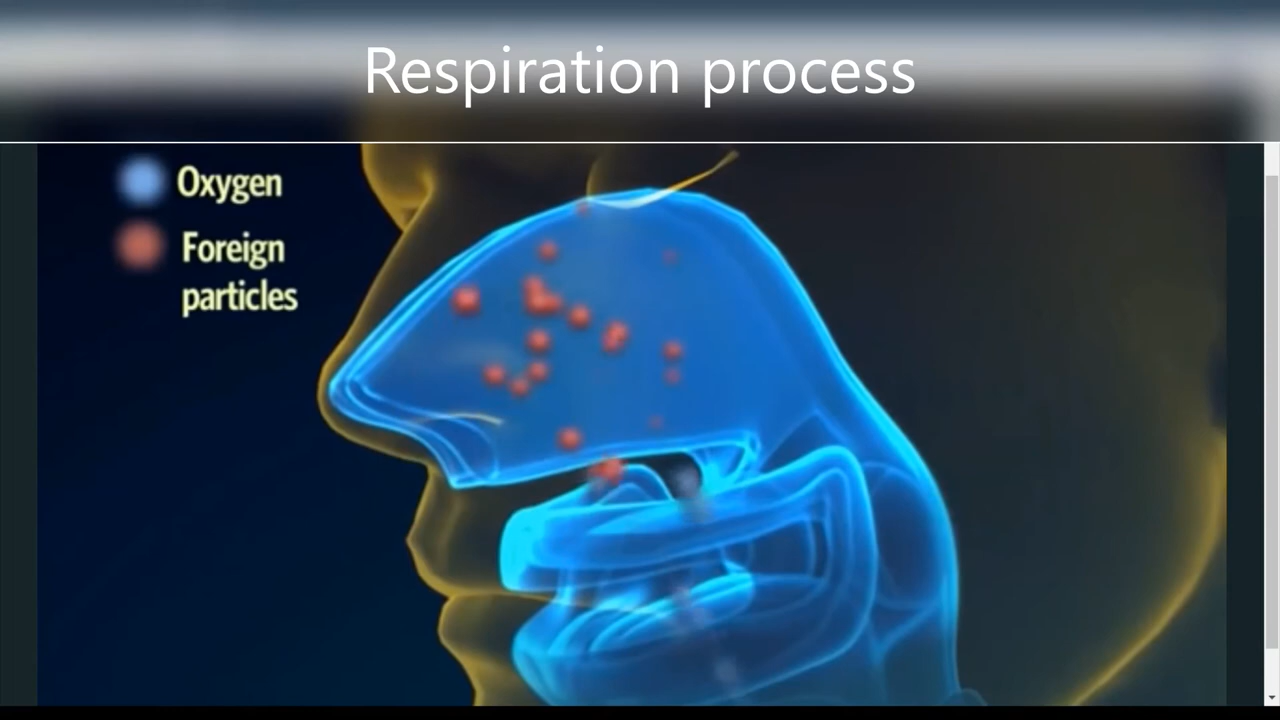 Respiration process
Oxygen
Foreign
particles